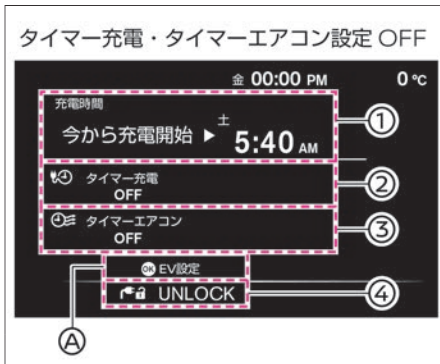 タイマー充電・タイマーエアコン設定 OFF
金 00:00 PM 0 ℃
充電時間
今から充電開始 ▶ 土 5:40 AM
①
タイマー充電
OFF
②
タイマーエアコン
OFF
③
OK EV設定
UNLOCK
④
Ⓐ